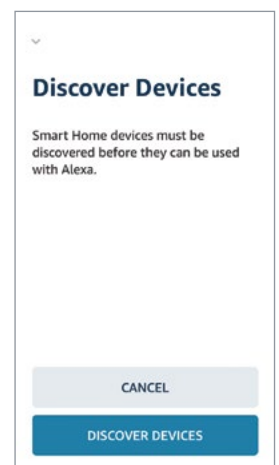 Discover Devices
Smart Home devices must be
discovered before they can be used
with Alexa.
CANCEL
DISCOVER DEVICES